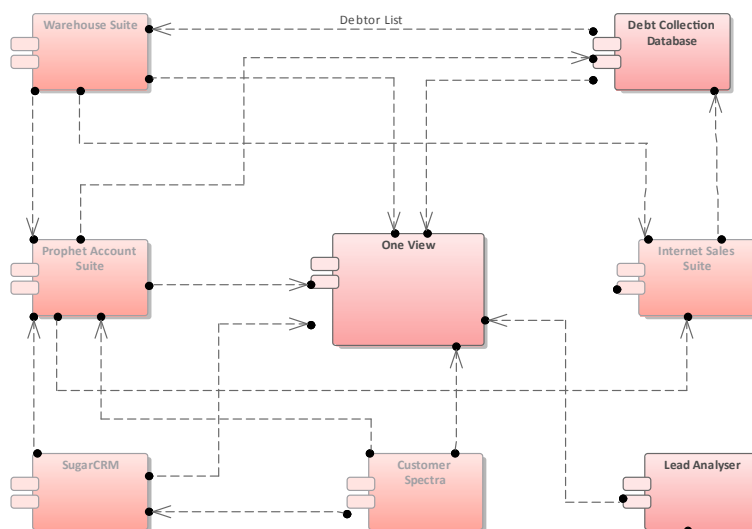 Warehouse Suite
Debtor List
Debt Collection
Database
Prophet Account
Suite
One View
Internet Sales
Suite
SugarCRM
Customer
Spectra
Lead Analyser